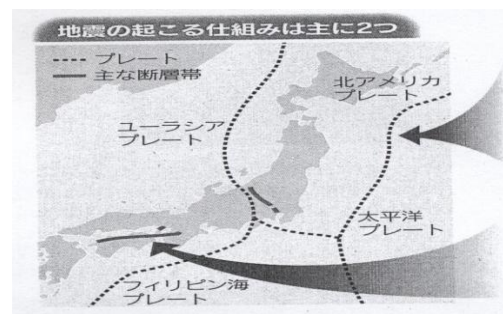 地震の起こる仕組みは主に2つ
プレート
主な断層帯
北アメリカ
プレート
ユーラシア
プレート
太平洋
プレート
フィリピン海
プレート